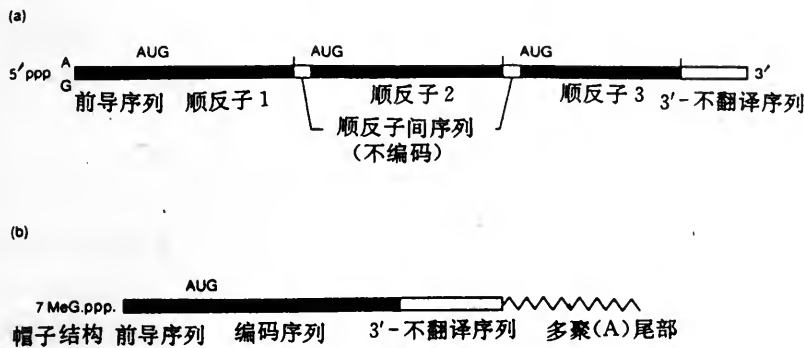 (a)
AUG AUG AUG
5′ppp A G 3′
前导序列 顺反子1 顺反子2 顺反子3 3′-不翻译序列
顺反子间序列
（不编码）
(b)
AUG
7 MeG.ppp.
帽子结构 前导序列 编码序列 3′-不翻译序列 多聚(A)尾部